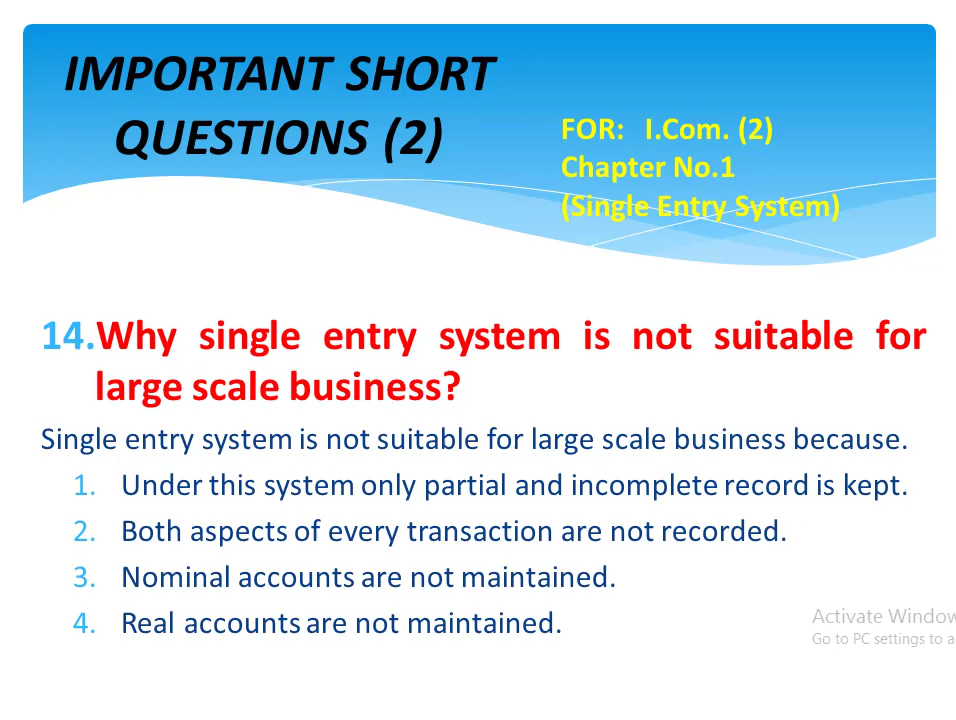 IMPORTANT SHORT
QUESTIONS (2)
FOR: I.Com. (2)
Chapter No.1
(Single Entry System)
14.Why single entry system is not suitable for
large scale business?
Single entry system is not suitable for large scale business because.
1. Under this system only partial and incomplete record is kept.
2. Both aspects of every transaction are not recorded.
3. Nominal accounts are not maintained.
4. Real accounts are not maintained.
Activate Window
Go to PC settings to a